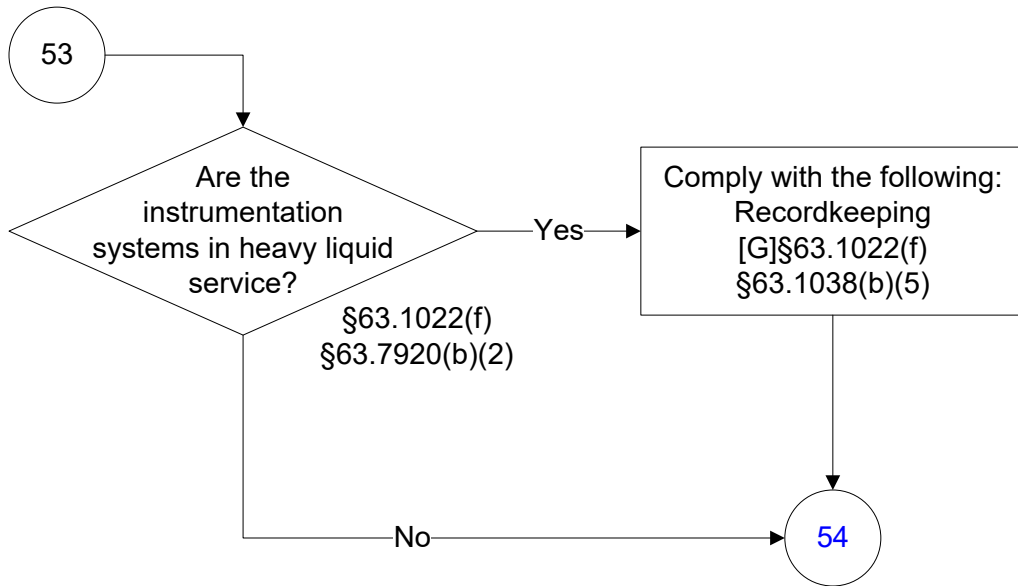 53
Are the
instrumentation
systems in heavy liquid
service?
§63.1022(f)
§63.7920(b)(2)
Yes
Comply with the following:
Recordkeeping
[G]§63.1022(f)
§63.1038(b)(5)
No
54